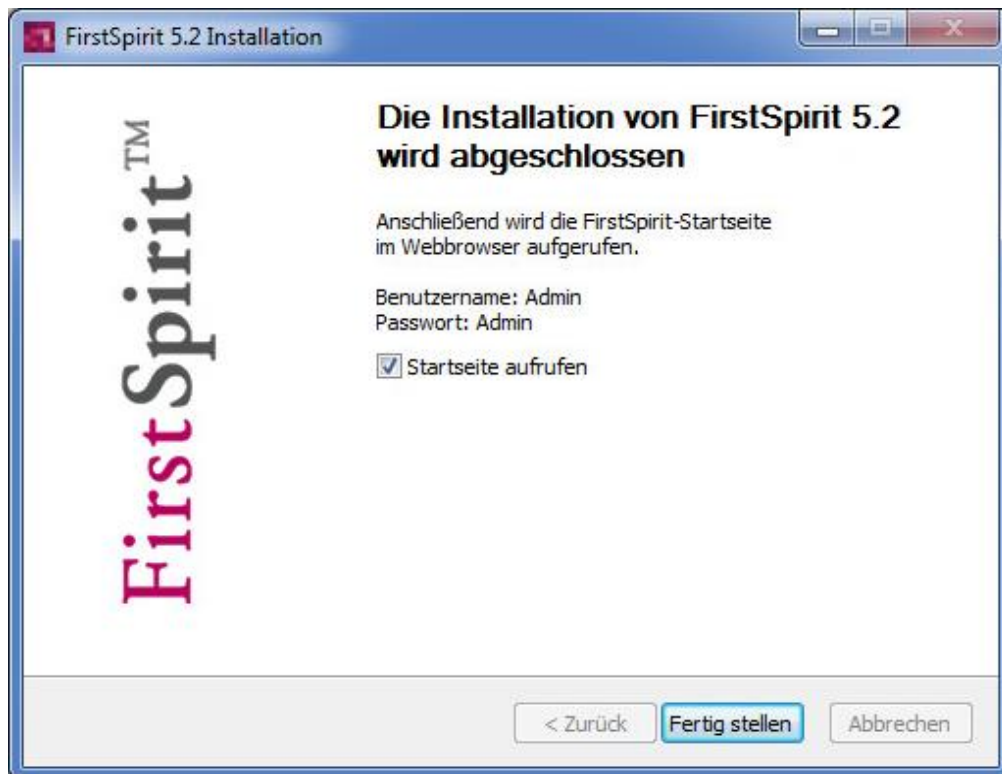 FirstSpirit 5.2 Installation
FirstSpirit™
Die Installation von FirstSpirit 5.2
wird abgeschlossen
Anschließend wird die FirstSpirit-Startseite
im Webbrowser aufgerufen.
Benutzername: Admin
Passwort: Admin
Startseite aufrufen
< Zurück
Fertig stellen
Abbrechen